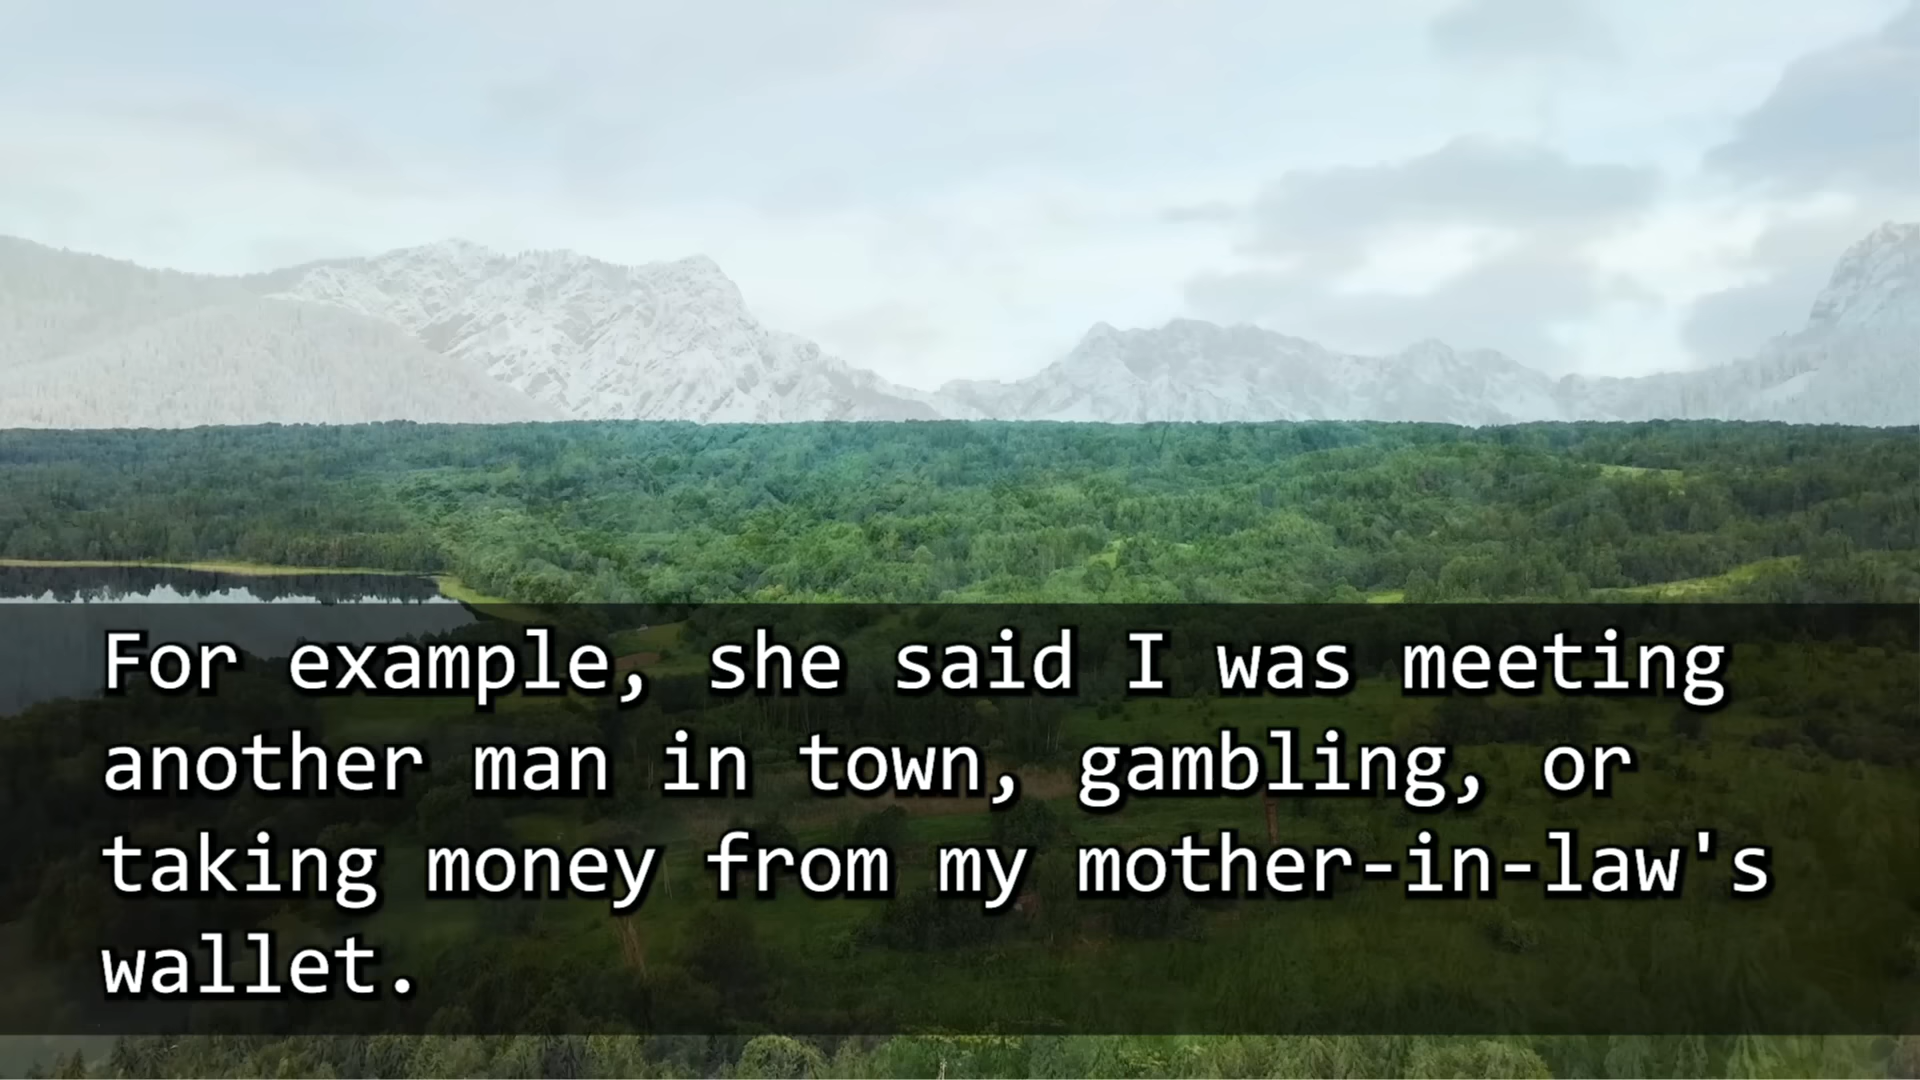 For example, she said I was meeting
another man in town, gambling, or
taking money from my mother-in-law's
wallet.